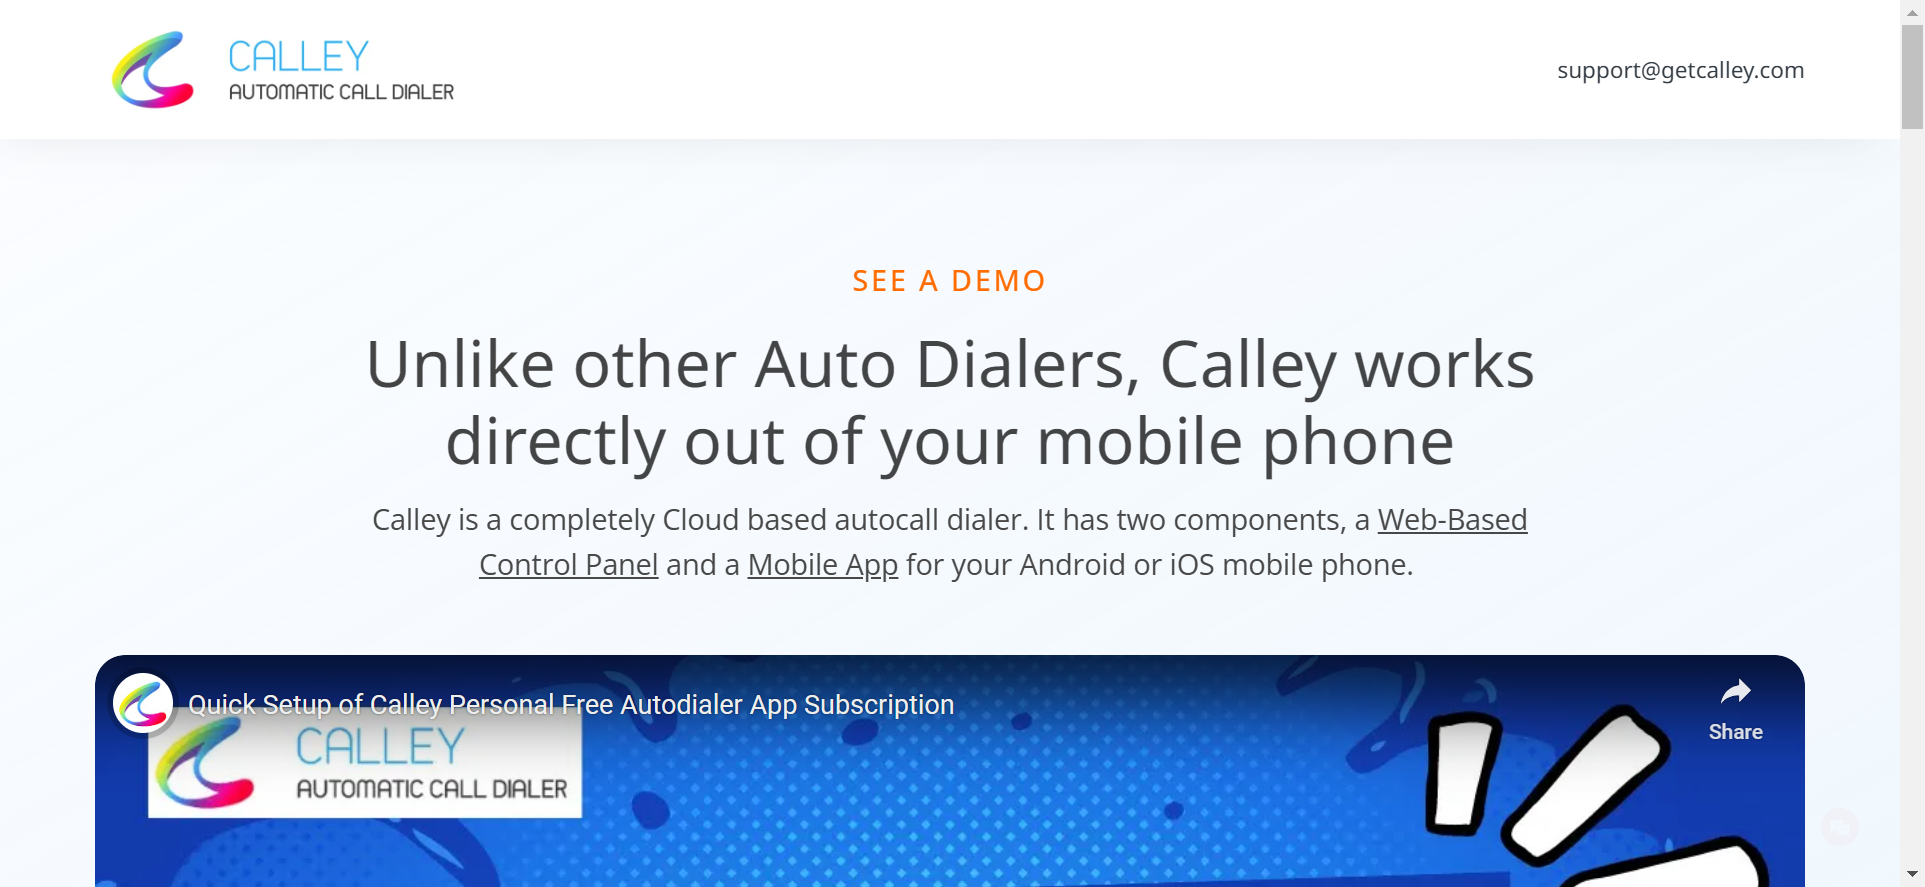 CALLEY
AUTOMATIC CALL DIALER
support@getcalley.com
SEE A DEMO
Unlike other Auto Dialers, Calley works
directly out of your mobile phone
Calley is a completely Cloud based autocall dialer. It has two components, a Web-Based
Control Panel and a Mobile App for your Android or iOS mobile phone.
Quick Setup of Calley Personal Free Autodialer App Subscription
Share
CALLEY
AUTOMATIC CALL DIALER